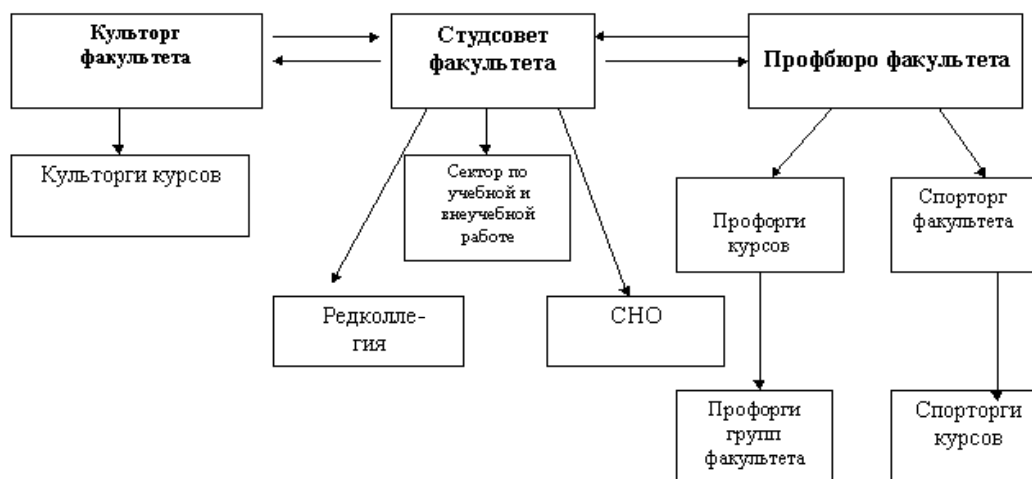 Культорг
факультета
Студсовет
факультета
Профбюро факультета
Культорги курсов
Сектор по
учебной и
внеучебной
работе
Профорги
курсов
Спорторг
факультета
Редколле-
гия
СНО
Профорги
групп
факультета
Спорторги
курсов